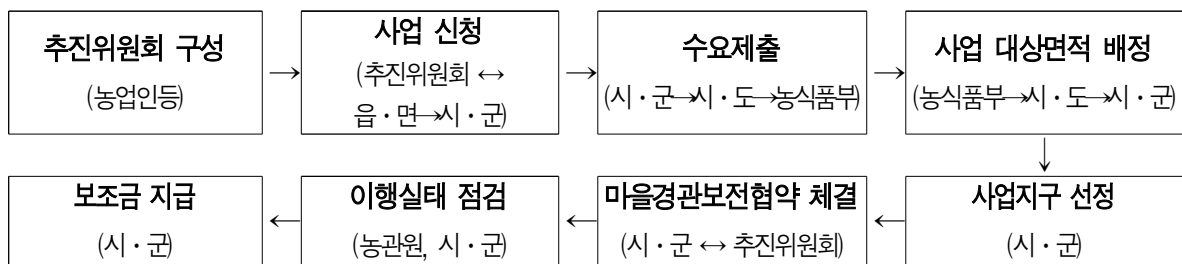 추진위원회 구성
(농업인등)
→
사업 신청
(추진위원회 ↔
읍・면→시・군)
→
수요제출
(시・군→시・도→농식품부)
→
사업 대상면적 배정
(농식품부→시・도→시・군)
↓
사업지구 선정
(시・군)
←
마을경관보전협약 체결
(시・군 ↔ 추진위원회)
←
이행실태 점검
(농관원, 시・군)
←
보조금 지급
(시・군)